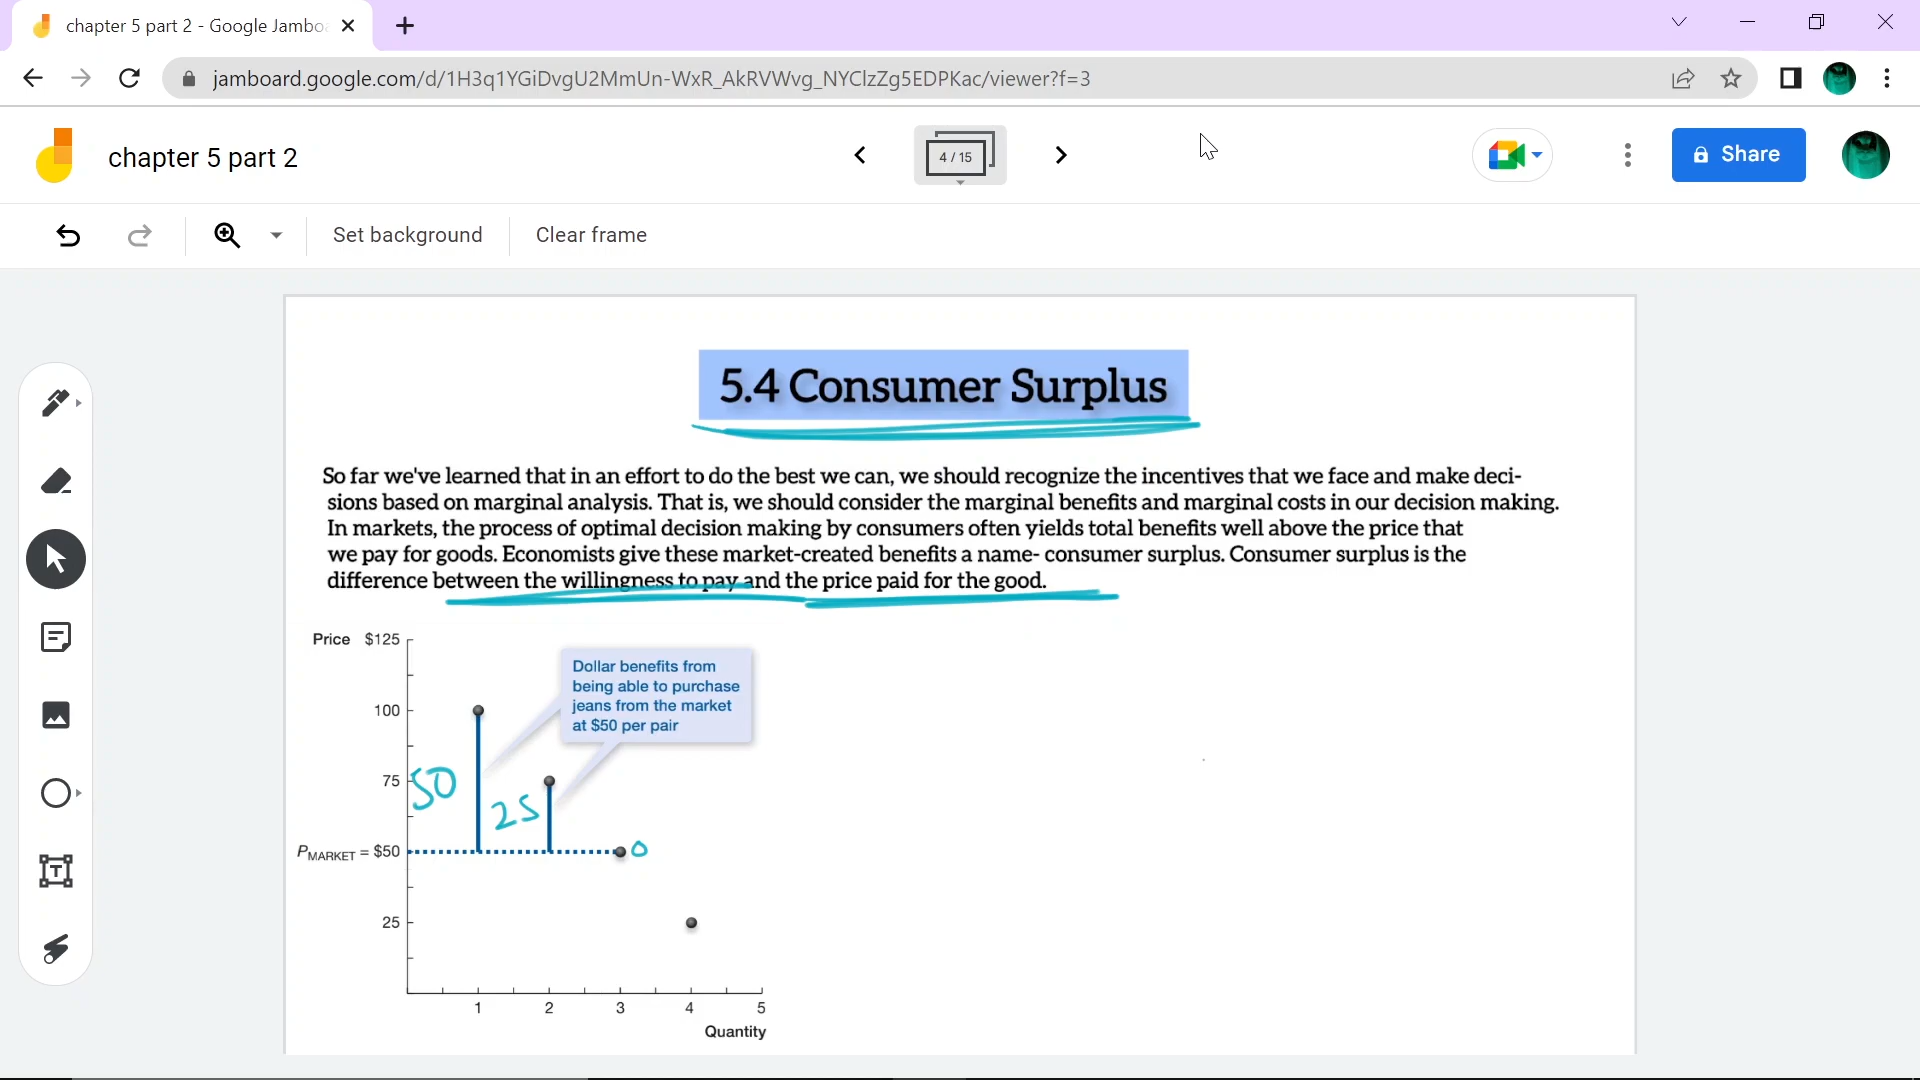 chapter 5 part 2 - Google Jambo
jamboard.google.com/d/1H3q1YGiDvgU2MmUn-WxR_AkRVWvg_NYClzZg5EDPKac/viewer?f=3
chapter 5 part 2
4 / 15
Share
Set background
Clear frame
5.4 Consumer Surplus
So far we've learned that in an effort to do the best we can, we should recognize the incentives that we face and make deci-
sions based on marginal analysis. That is, we should consider the marginal benefits and marginal costs in our decision making.
In markets, the process of optimal decision making by consumers often yields total benefits well above the price that
we pay for goods. Economists give these market-created benefits a name- consumer surplus. Consumer surplus is the
difference between the willingness to pay and the price paid for the good.
Price $125
Dollar benefits from
being able to purchase
jeans from the market
at $50 per pair
100
75
50
25
PMARKET = $50
0
25
1 2 3 4 5
Quantity